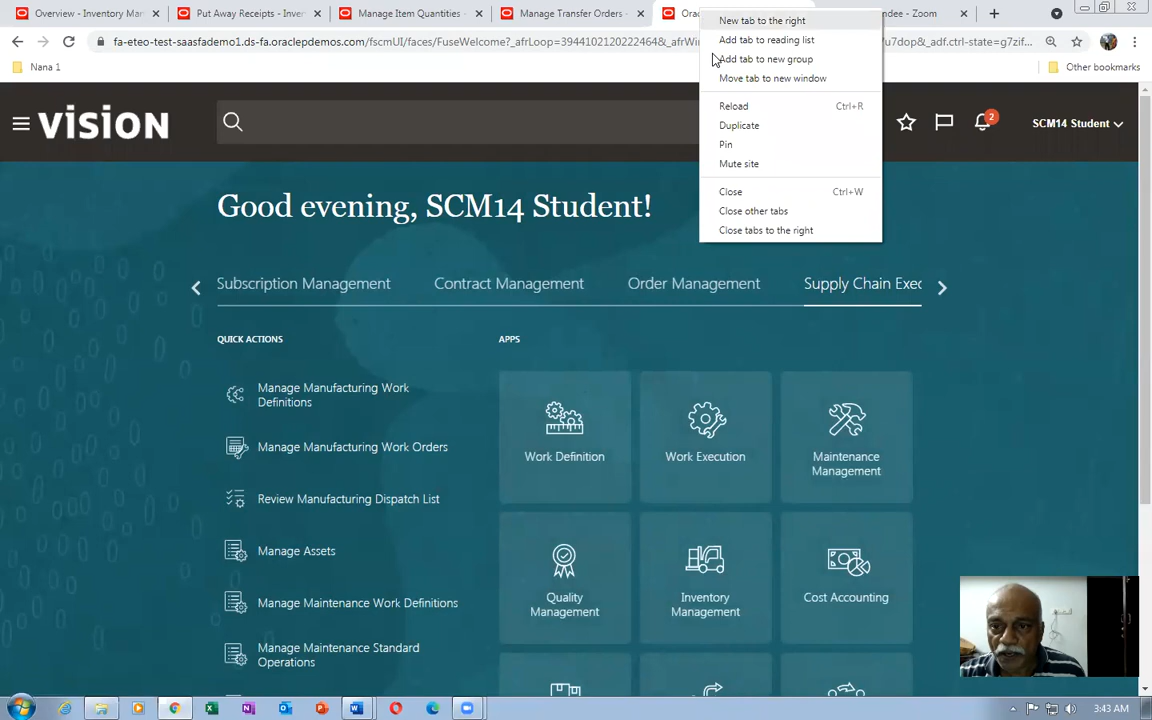 Overview - Inventory Mar
Put Away Receipts - Inver
Manage Item Quantities -
Manage Transfer Orders -
Orac
ndee - Zoom
fa-eteo-test-saasfademo1.ds-fa.oraclepdemos.com/fscmUI/faces/FuseWelcome?_afrLoop=39441021202224​64&_afrWin
u7dop&_adf.ctrl-state=g7zif...
Nana 1
Other bookmarks
New tab to the right
Add tab to reading list
Add tab to new group
Move tab to new window
Reload Ctrl+R
Duplicate
Pin
Mute site
Close Ctrl+W
Close other tabs
Close tabs to the right
VISION
2
SCM14 Student
Good evening, SCM14 Student!
Subscription Management
Contract Management
Order Management
Supply Chain Exec
QUICK ACTIONS
APPS
Manage Manufacturing Work
Definitions
Manage Manufacturing Work Orders
Review Manufacturing Dispatch List
Manage Assets
Manage Maintenance Work Definitions
Manage Maintenance Standard
Operations
Work Definition
Work Execution
Maintenance
Management
Quality
Management
Inventory
Management
Cost Accounting
3:43 AM